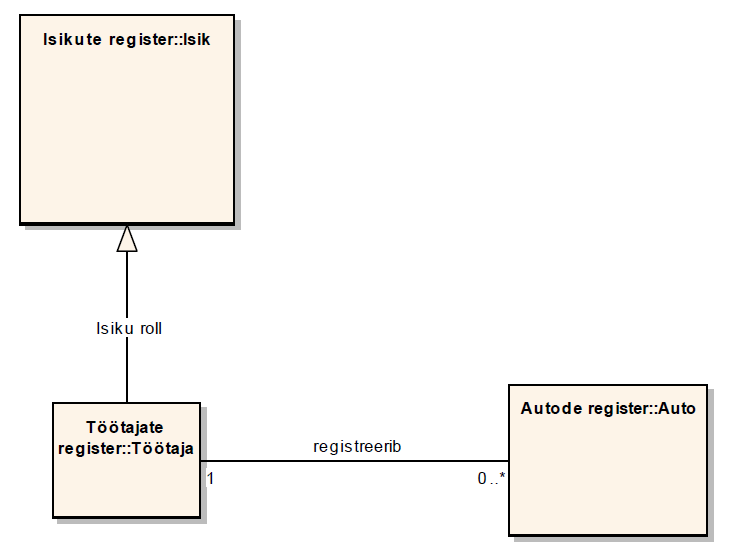 Isikute register::Isik
Isiku roll
Töötajate
register::Töötaja
registreerib
1
0..*
Autode register::Auto